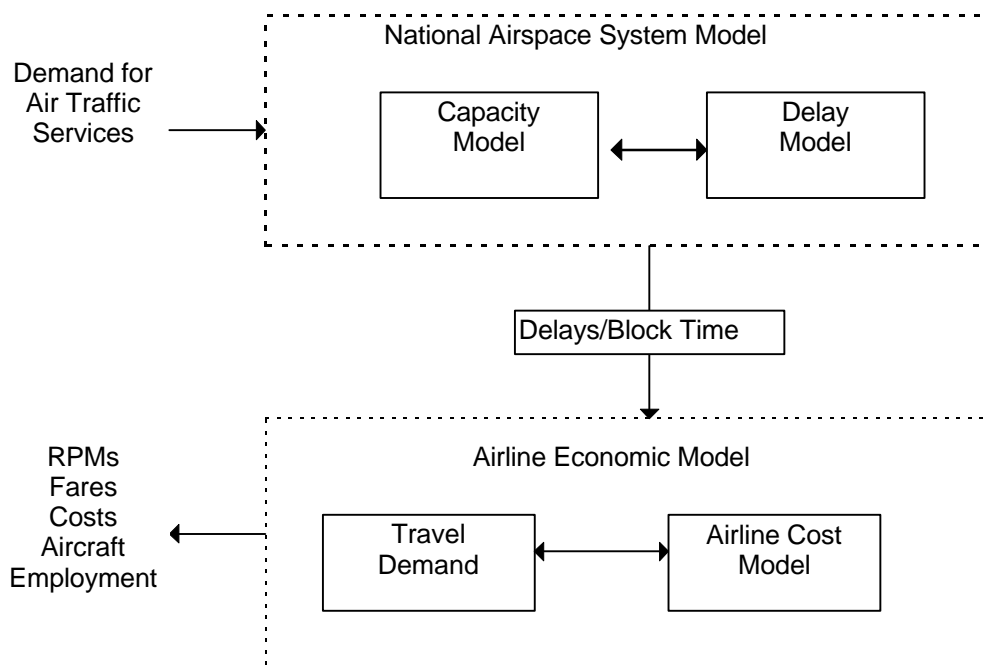 National Airspace System Model
Demand for
Air Traffic
Services
Capacity
Model
Delay
Model
Delays/Block Time
Airline Economic Model
RPMs
Fares
Costs
Aircraft
Employment
Travel
Demand
Airline Cost
Model